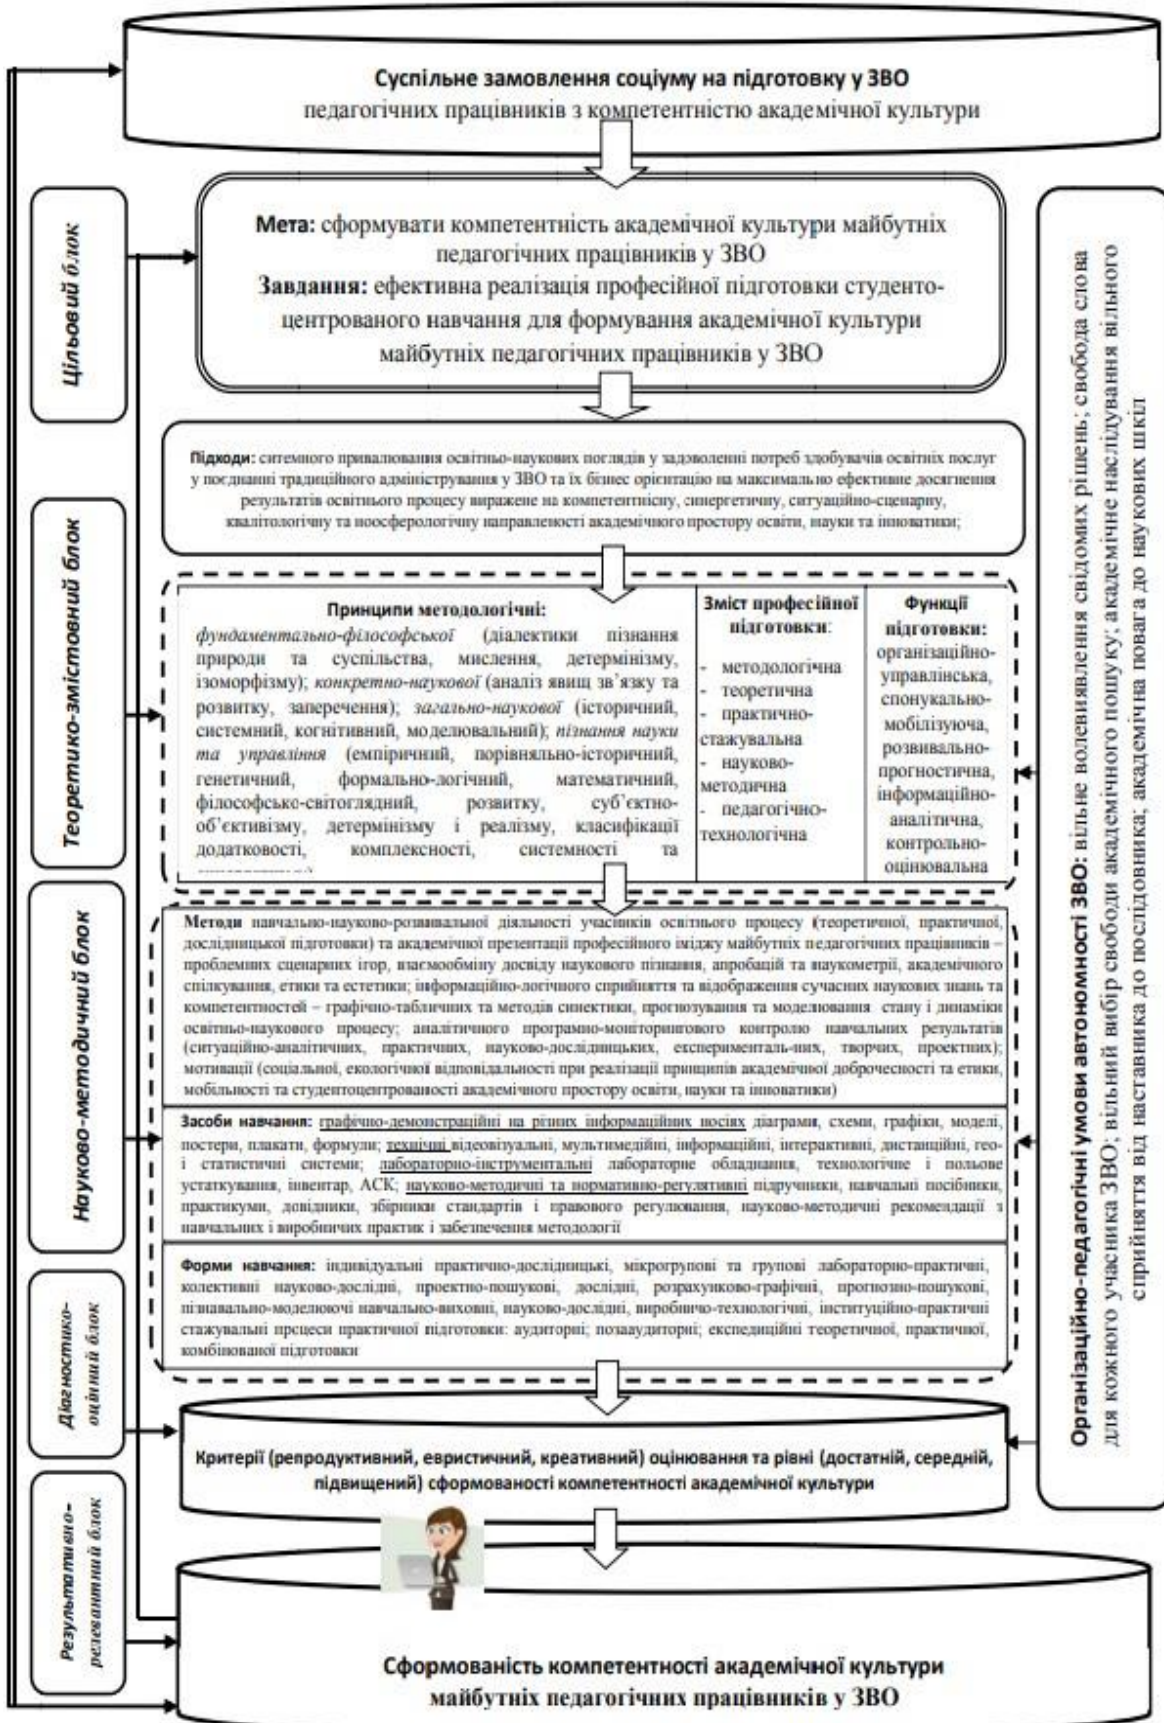 Суспільне замовлення соціуму на підготовку у ЗВО
педагогічних працівників з компетентністю академічної культури
Цільовий блок
Мета: сформувати компетентність академічної культури майбутніх
педагогічних працівників у ЗВО
Завдання: ефективна реалізація професійної підготовки студенто-
центрованого навчання для формування академічної культури
майбутніх педагогічних працівників у ЗВО
Теоретико-змістовний блок
Підходи: ситемного привалювання освітньо-наукових поглядів у задоволенні потреб здобувачів освітніх послуг
у поєднанні традиційного адміністрування у ЗВО та їх бізнес орієнтацію на максимально ефективне досягнення
результатів освітнього процесу виражене на компетентнісну, синергетичну, ситуаційно-сценарну,
квалітологічну та ноосферологічну направленості академічного простору освіти, науки та інноватики;
Принципи методологічні:
фундаментально-філософської (діалектики пізнання
природи та суспільства, мислення, детермінізму,
ізоморфізму); конкретно-наукової (аналіз явищ зв'язку та
розвитку, заперечення); загально-наукової (історичний,
системний, когнітивний, моделювальний); пізнання науки
та управління (емпіричний, порівняльно-історичний,
генетичний, формально-логічний, математичний,
філософсько-світоглядний, розвитку, суб'єктно-
об'єктивізму, детермінізму і реалізму, класифікації
додатковості, комплексності, системності та
Зміст професійної
підготовки:
- методологічна
- теоретична
- практично-
стажувальна
- науково-
методична
- педагогічно-
технологічна
Функції
підготовки:
організаційно-
управлінська,
спонукально-
мобілізуюча,
розвивально-
прогностична,
інформаційно-
аналітична,
контрольно-
оцінювальна
Науково-методичний блок
Методи навчально-науково-розвивальної діяльності учасників освітнього процесу (теоретичної, практичної,
дослідницької підготовки) та академічної презентації професійного іміджу майбутніх педагогічних працівників –
проблемних сценарних ігор, взаємообміну досвіду наукового пізнання, апробацій та наукометрії, академічного
спілкування, етики та естетики; інформаційно-логічного сприйняття та відображення сучасних наукових знань та
компетентностей – графічно-табличних та методів синектики, прогнозування та моделювання стану і динаміки
освітньо-наукового процесу; аналітичного програмно-моніторингового контролю навчальних результатів
(ситуаційно-аналітичних, практичних, науково-дослідницьких, експерименталь-них, творчих, проектних);
мотивації (соціальної, екологічної відповідальності при реалізації принципів академічної доброчесності та етики,
мобільності та студентоцентрованості академічного простору освіти, науки та інноватики)
Засоби навчання: графічно-демонстраційні на різних інформаційних носіях діаграми, схеми, графіки, моделі,
постери, плакати, формули; технічні відеовізуальні, мультимедійні, інформаційні, інтерактивні, дистанційні, гео-
і статистичні системи; лабораторно-інструментальні лабораторне обладнання, технологічне і польове
устаткування, інвентар, АСК; науково-методичні та нормативно-регулятивні підручники, навчальні посібники,
практикуми, довідники, збірники стандартів і правового регулювання, науково-методичні рекомендації з
навчальних і виробничих практик і забезпечення методології
Форми навчання: індивідуальні практично-дослідницькі, мікрогрупові та групові лабораторно-практичні,
колективні науково-дослідні, проектно-пошукові, дослідні, розрахунково-графічні, прогнозно-пошукові,
пізнавально-моделюючі навчально-виховні, науково-дослідні, виробничо-технологічні, інституційно-практичні
стажувальні процеси практичної підготовки: аудиторні; позааудиторні; експедиційні теоретичної, практичної,
комбінованої підготовки
Діагностико-
оцінний блок
Критерії (репродуктивний, евристичний, креативний) оцінювання та рівні (достатній, середній,
підвищений) сформованості компетентності академічної культури
Результативно-
релевантний блок
Сформованість компетентності академічної культури
майбутніх педагогічних працівників у ЗВО
Організаційно-педагогічні умови автономності ЗВО: вільне волевиявлення свідомих рішень; свобода слова
для кожного учасника ЗВО; вільний вибір свободи академічного пошуку; академічне наслідування вільного
сприйняття від наставника до послідовника; академічна повага до наукових шкіл